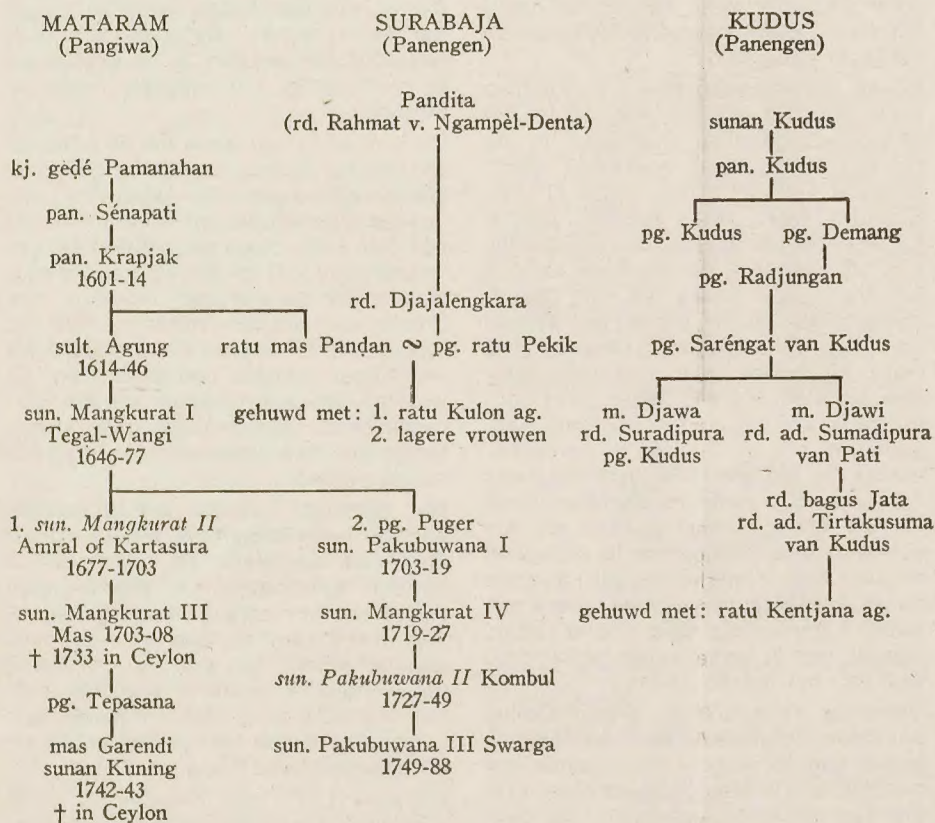 MATARAM
(Pangiwa)
SURABAJA
(Panengen)
KUDUS
(Panengen)
Pandita
(rd. Rahmat v. Ngampèl-Denta)
sunan Kudus
kj. geḍé Pamanahan
pan. Kudus
pan. Sénapati
pg. Kudus pg. Demang
pan. Krapjak
1601-14
pg. Radjungan
rd. Djajalengkara
sult. Agung
1614-46
ratu mas Panḍan ∾ pg. ratu Pekik
pg. Saréngat van Kudus
sun. Mangkurat I
Tegal-Wangi
1646-77
gehuwd met: 1. ratu Kulon ag.
2. lagere vrouwen
m. Djawa
rd. Suradipura
pg. Kudus
m. Djawi
rd. ad. Sumadipura
van Pati
rd. bagus Jata
rd. ad. Tirtakusuma
van Kudus
1. sun. Mangkurat II
Amral of Kartasura
1677-1703
2. pg. Puger
sun. Pakubuwana I
1703-19
sun. Mangkurat III
Mas 1703-08
† 1733 in Ceylon
sun. Mangkurat IV
1719-27
gehuwd met: ratu Kentjana ag.
pg. Tepasana
sun. Pakubuwana II Kombul
1727-49
mas Garendi
sunan Kuning
1742-43
† in Ceylon
sun. Pakubuwana III Swarga
1749-88